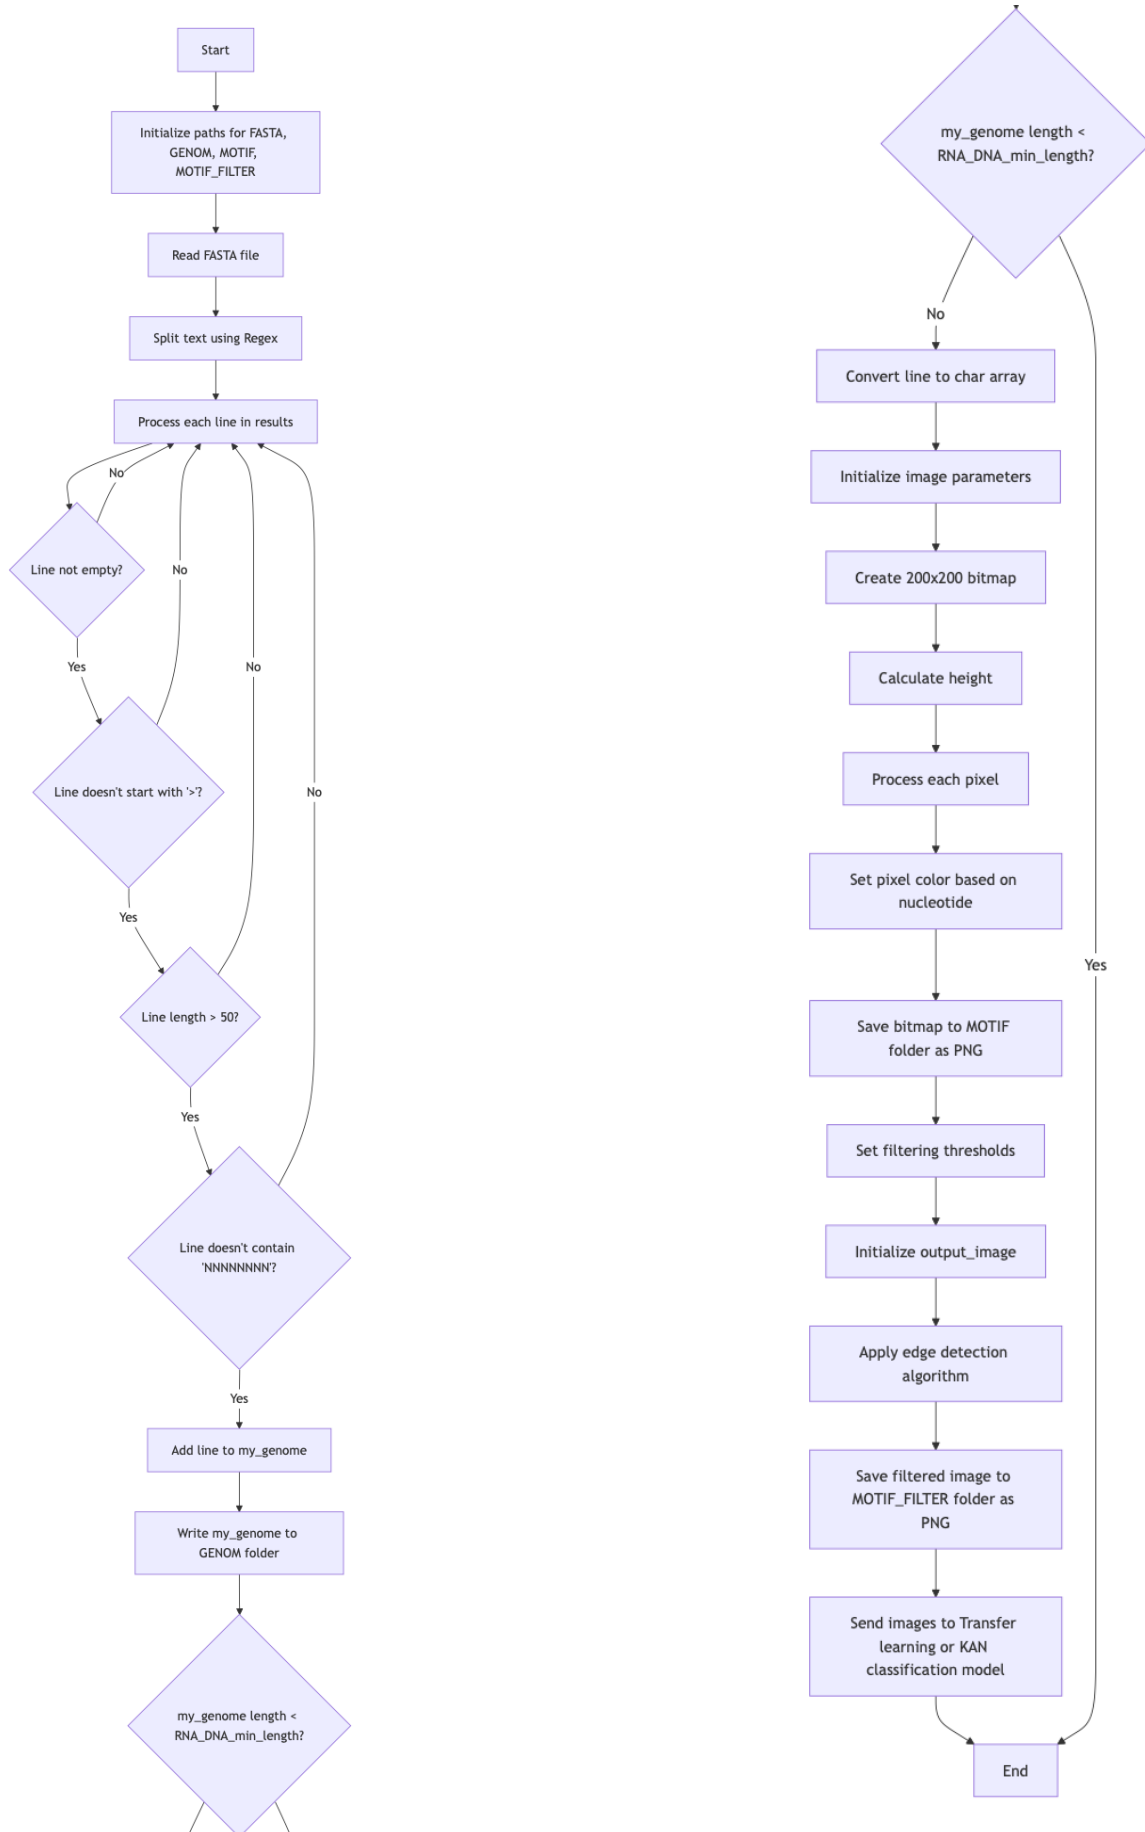 Start
Initialize paths for FASTA,
GENOM, MOTIF,
MOTIF_FILTER
Read FASTA file
Split text using Regex
Process each line in results
No
Line not empty?
No
Yes
No
Line doesn't start with '>'?
No
Yes
Line length > 50?
Yes
Line doesn't contain
'NNNNNNNN'?
Yes
Add line to my_genome
Write my_genome to
GENOM folder
my_genome length <
RNA_DNA_min_length?
my_genome length <
RNA_DNA_min_length?
No
Convert line to char array
Initialize image parameters
Create 200x200 bitmap
Calculate height
Process each pixel
Set pixel color based on
nucleotide
Yes
Save bitmap to MOTIF
folder as PNG
Set filtering thresholds
Initialize output_image
Apply edge detection
algorithm
Save filtered image to
MOTIF_FILTER folder as
PNG
Send images to Transfer
learning or KAN
classification model
End